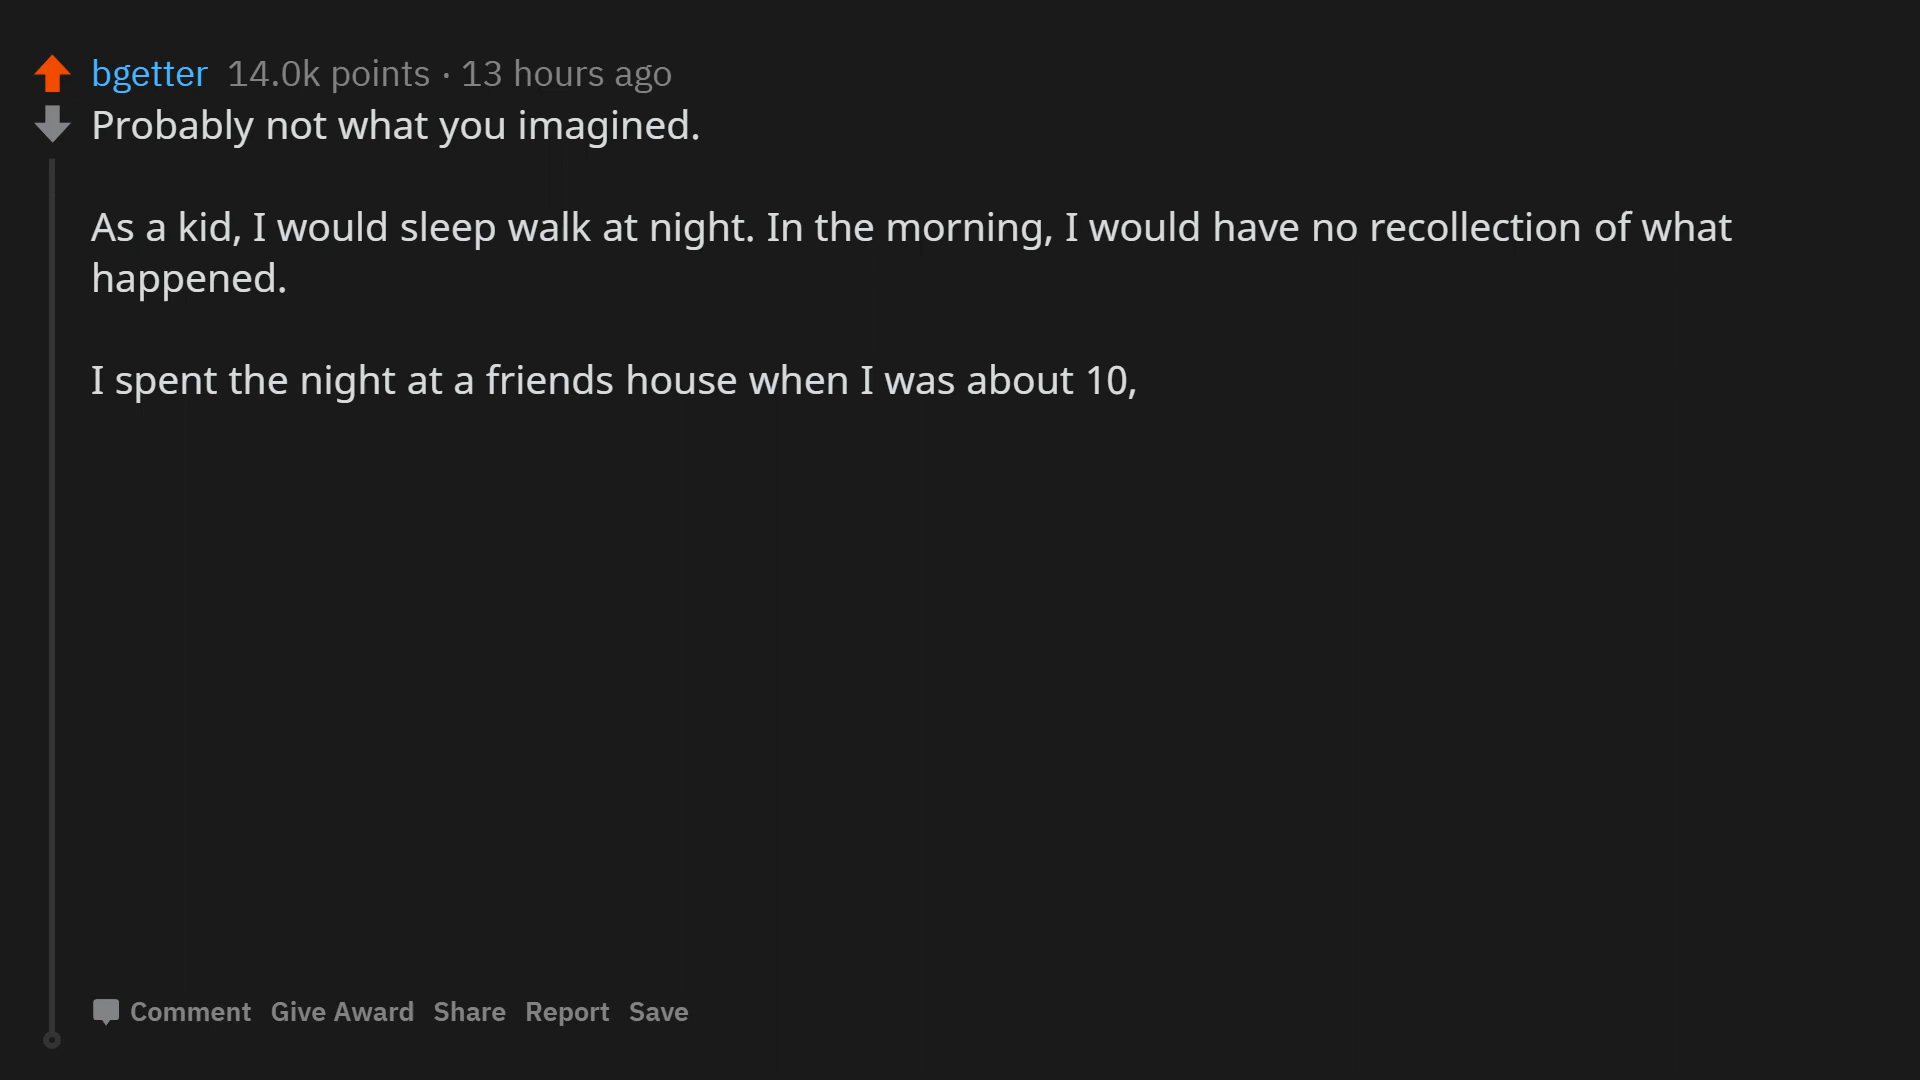 bgetter 14.0k points · 13 hours ago
Probably not what you imagined.
As a kid, I would sleep walk at night. In the morning, I would have no recollection of what
happened.
I spent the night at a friends house when I was about 10,
Comment Give Award Share Report Save